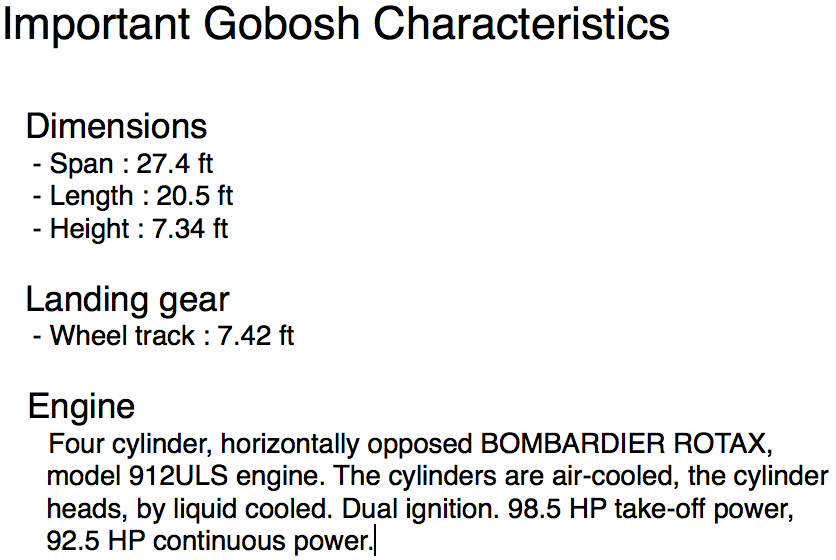 Important Gobosh Characteristics
Dimensions
- Span : 27.4 ft
- Length : 20.5 ft
- Height : 7.34 ft
Landing gear
- Wheel track : 7.42 ft
Engine
Four cylinder, horizontally opposed BOMBARDIER ROTAX,
model 912ULS engine. The cylinders are air-cooled, the cylinder
heads, by liquid cooled. Dual ignition. 98.5 HP take-off power,
92.5 HP continuous power.